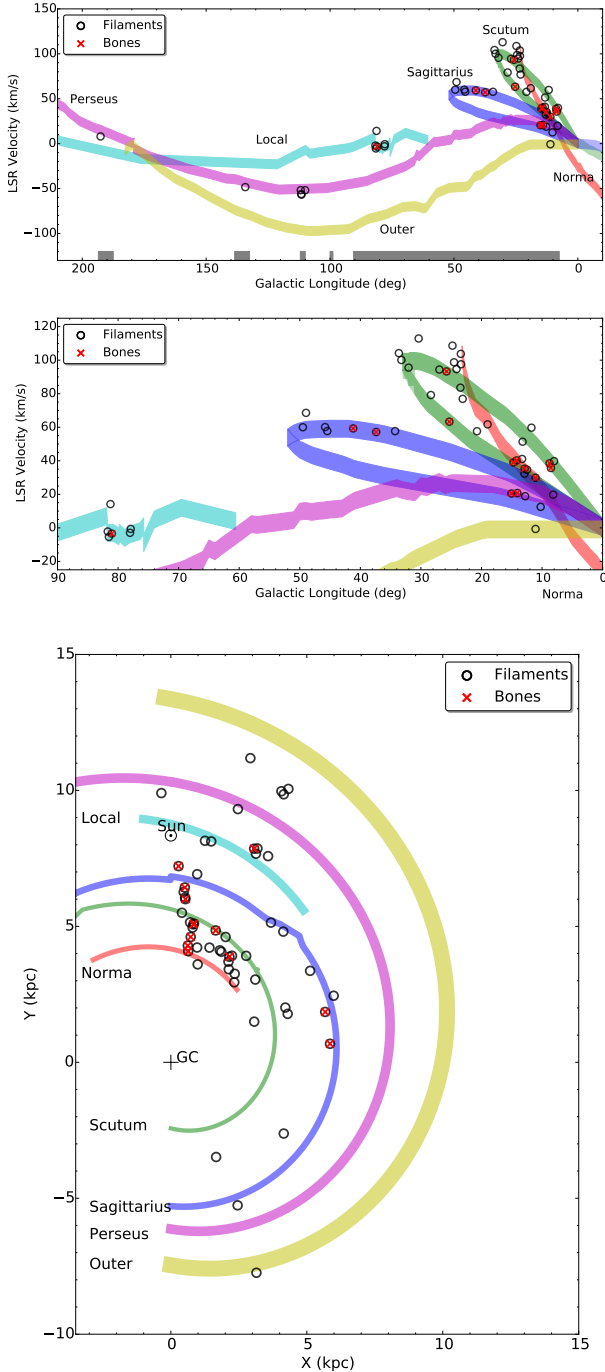 150
100
50
0
−50
−100
LSR Velocity (km/s)
Filaments
Bones
Scutum
Sagittarius
Perseus
Local
Norma
Outer
200
150
100
50
0
Galactic Longitude (deg)
120
100
80
60
40
20
0
−20
LSR Velocity (km/s)
Filaments
Bones
90
80
70
60
50
40
30
20
10
0
Galactic Longitude (deg)
Norma
15
10
5
0
−5
−10
Y (kpc)
Filaments
Bones
Local
Sun
Norma
GC
Scutum
Sagittarius
Perseus
Outer
0
5
10
15
X (kpc)